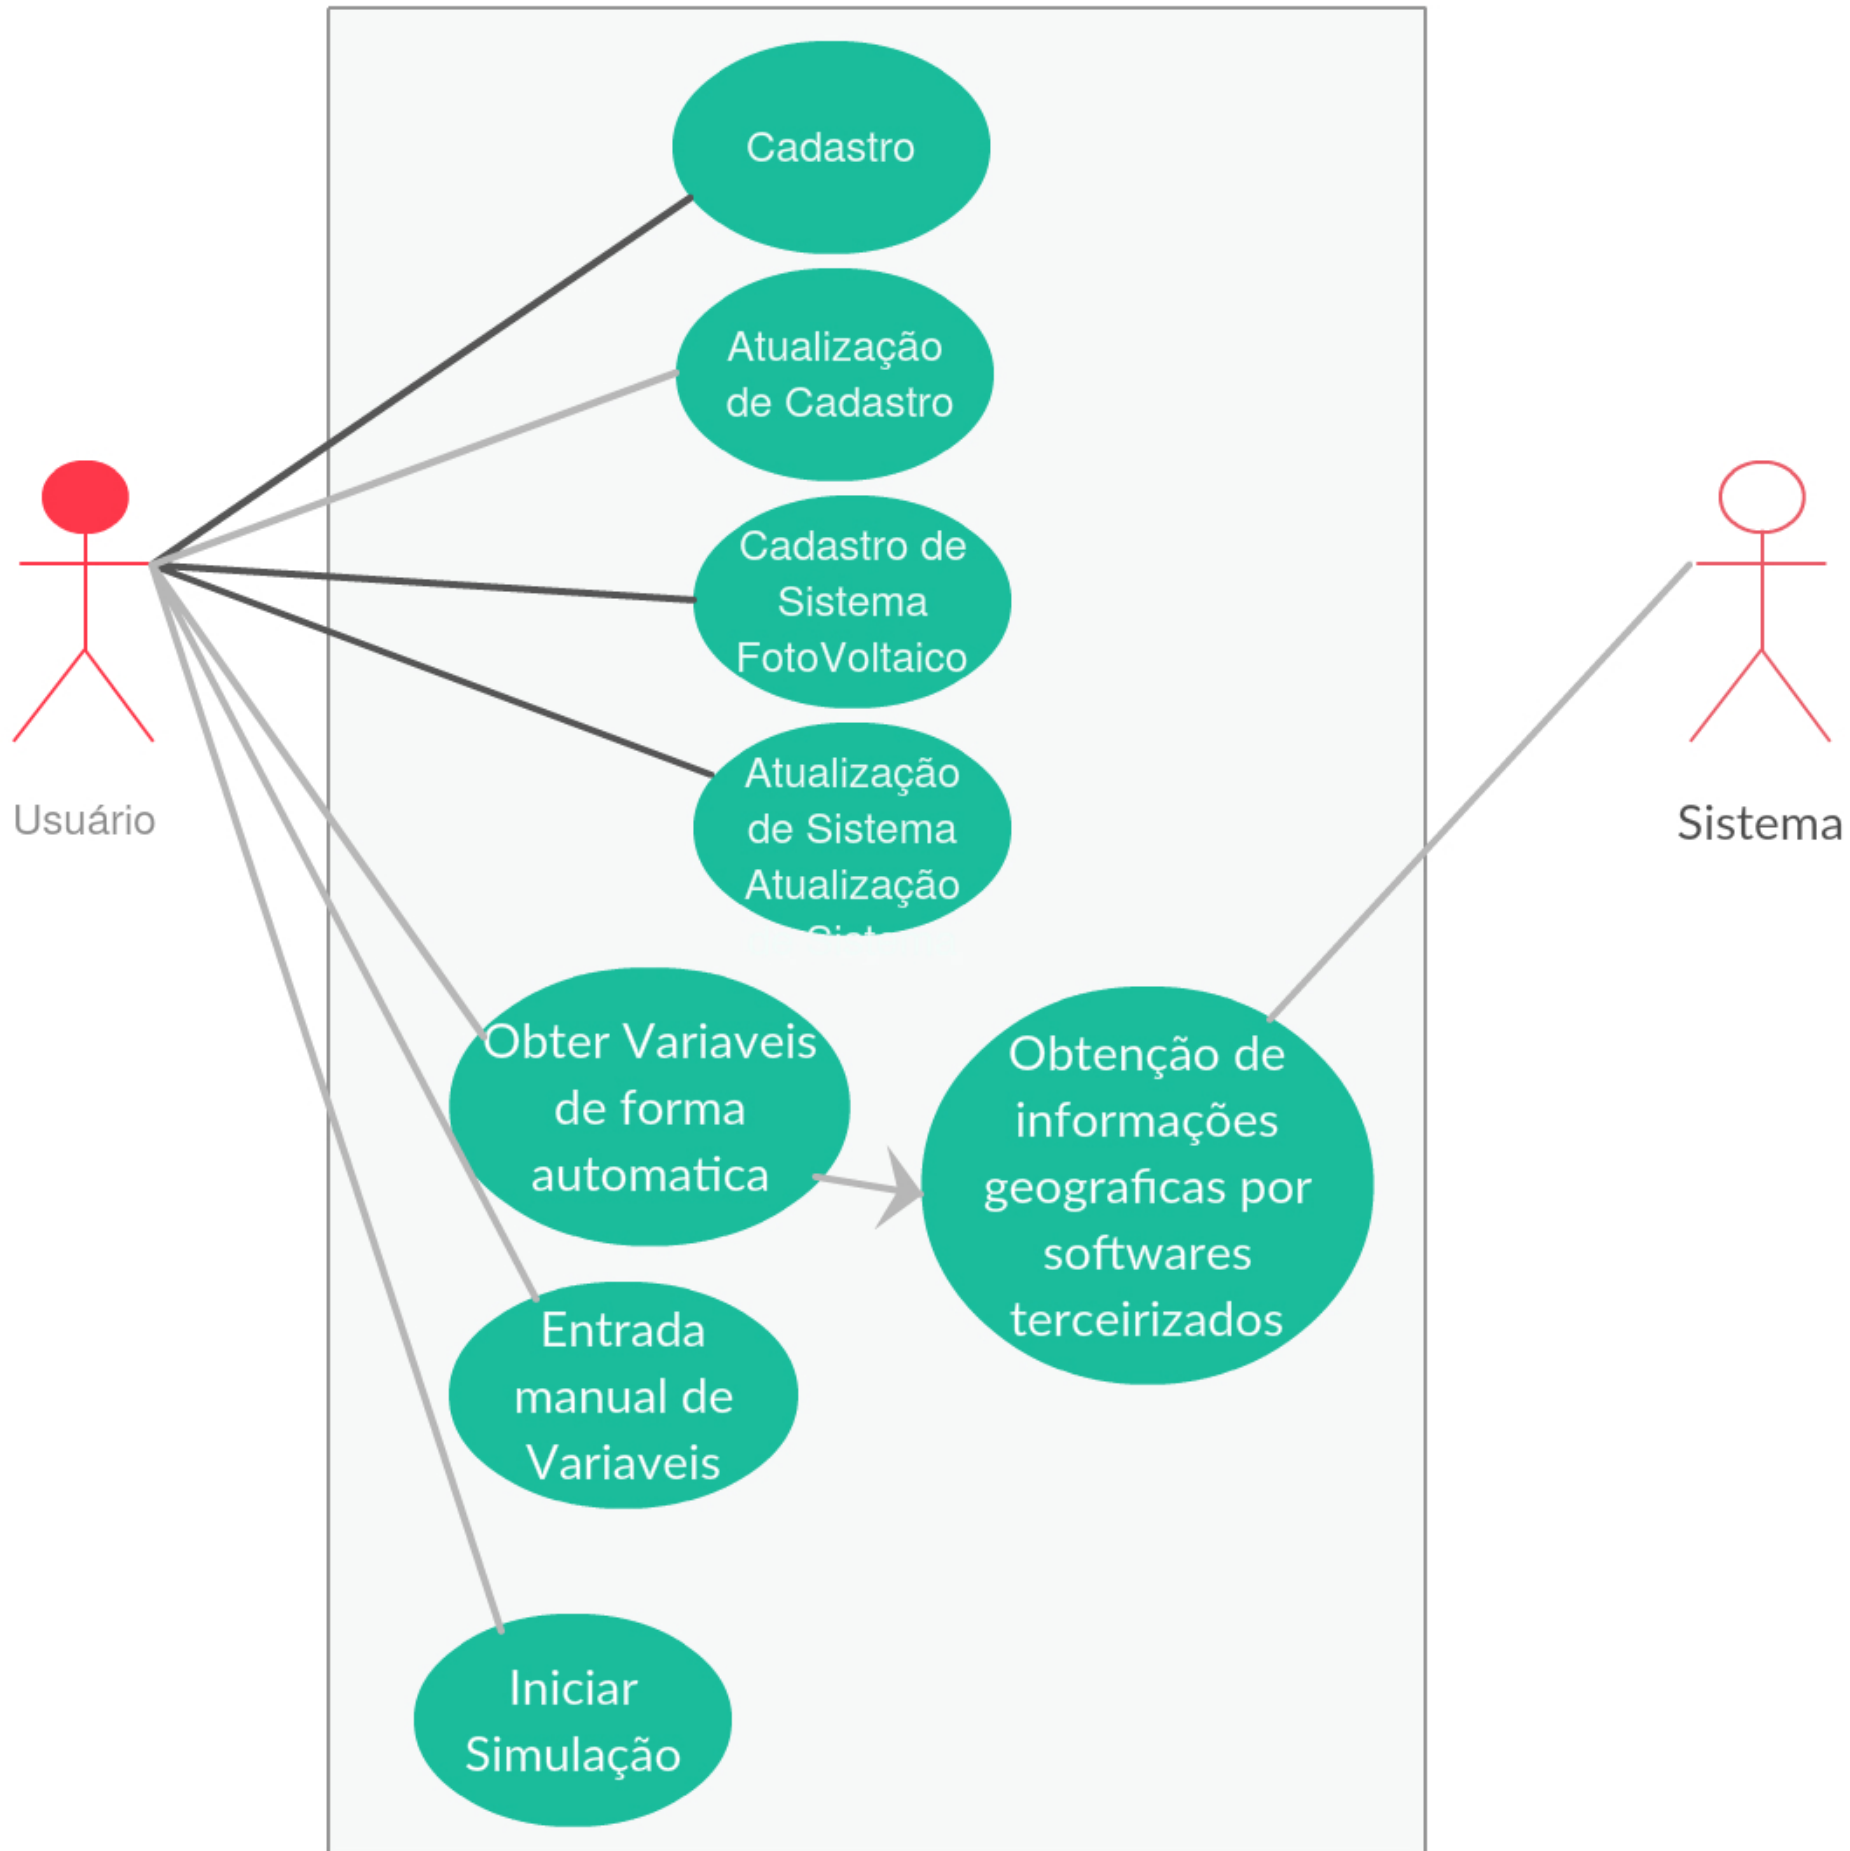 Cadastro
Atualização
de Cadastro
Cadastro de
Sistema
FotoVoltaico
Atualização
de Sistema
Atualização
Usuário
Sistema
Obter Variaveis
de forma
automatica
Obtenção de
informações
geograficas por
softwares
terceirizados
Entrada
manual de
Variaveis
Iniciar
Simulação